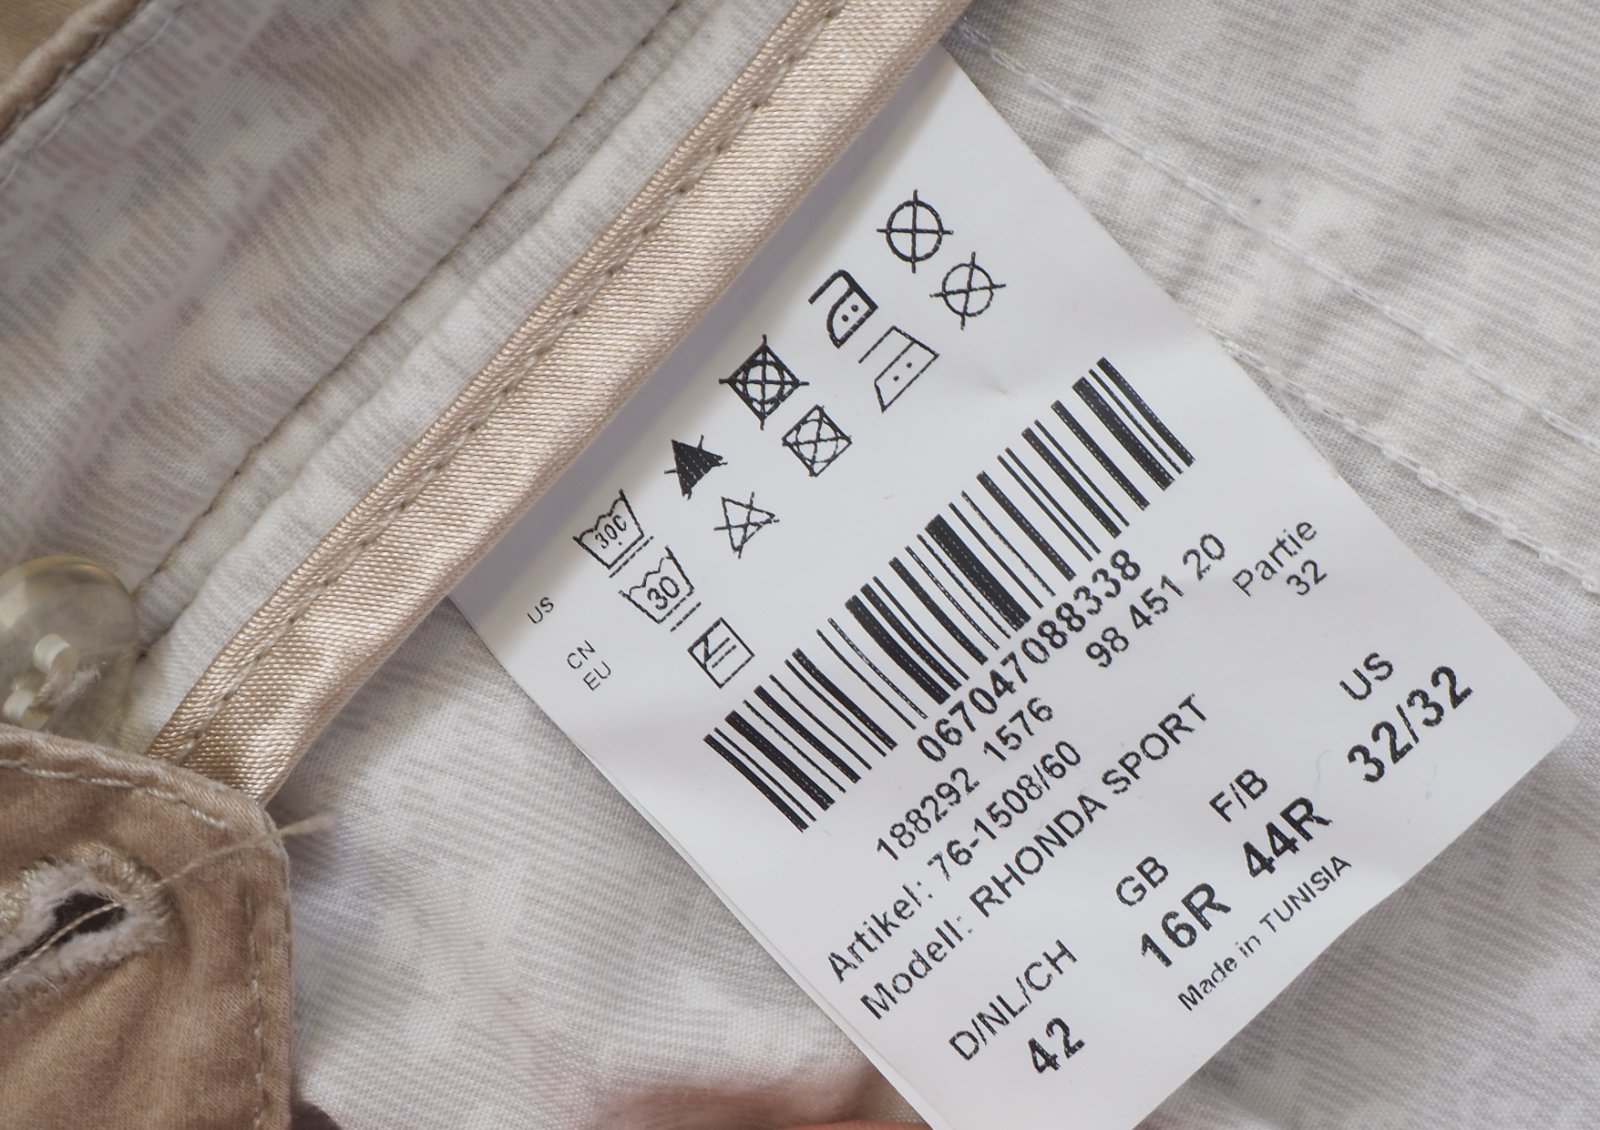 US 30C
CN
EU 30
067047088338
188292 1576 98 451 20
Artikel: 76-1508/60 Partie
Modell: RHONDA SPORT 32
D/NL/CH GB F/B US
42 16R 44R 32/32
Made in TUNISIA